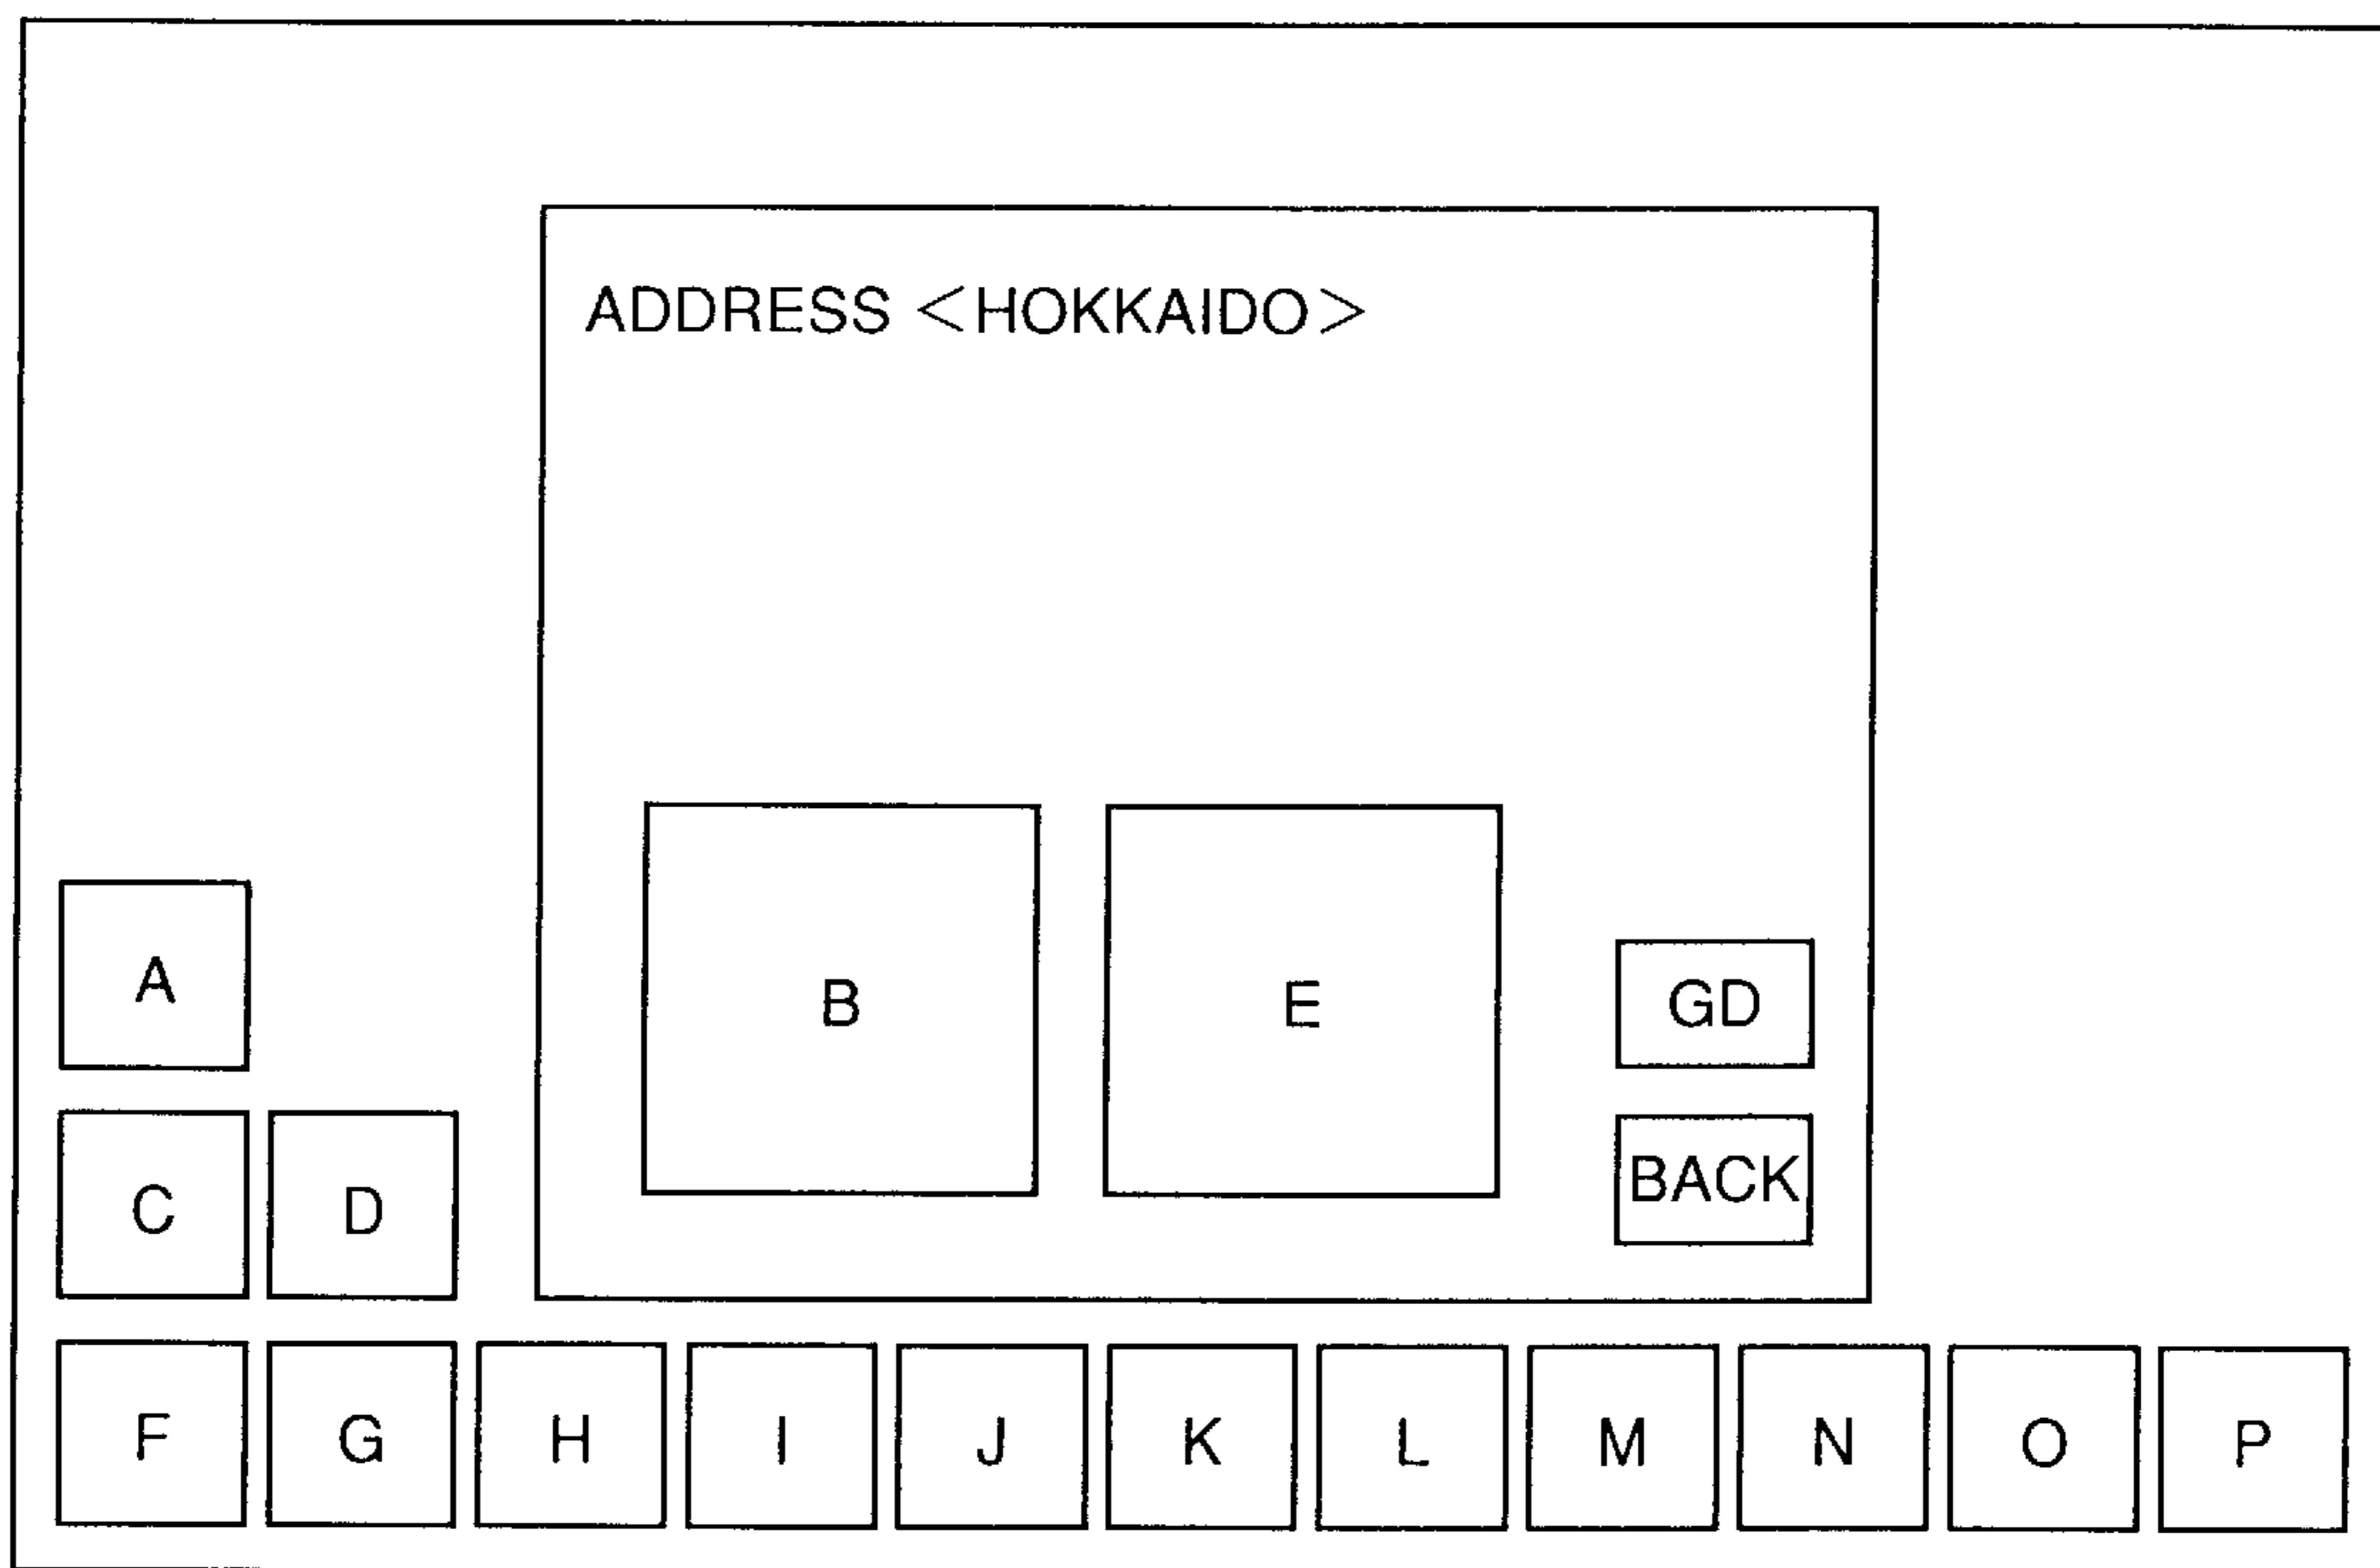 ADDRESS <HOKKAIDO>
A
B
E
GD
C
D
BACK
F G H I J K L M N O P